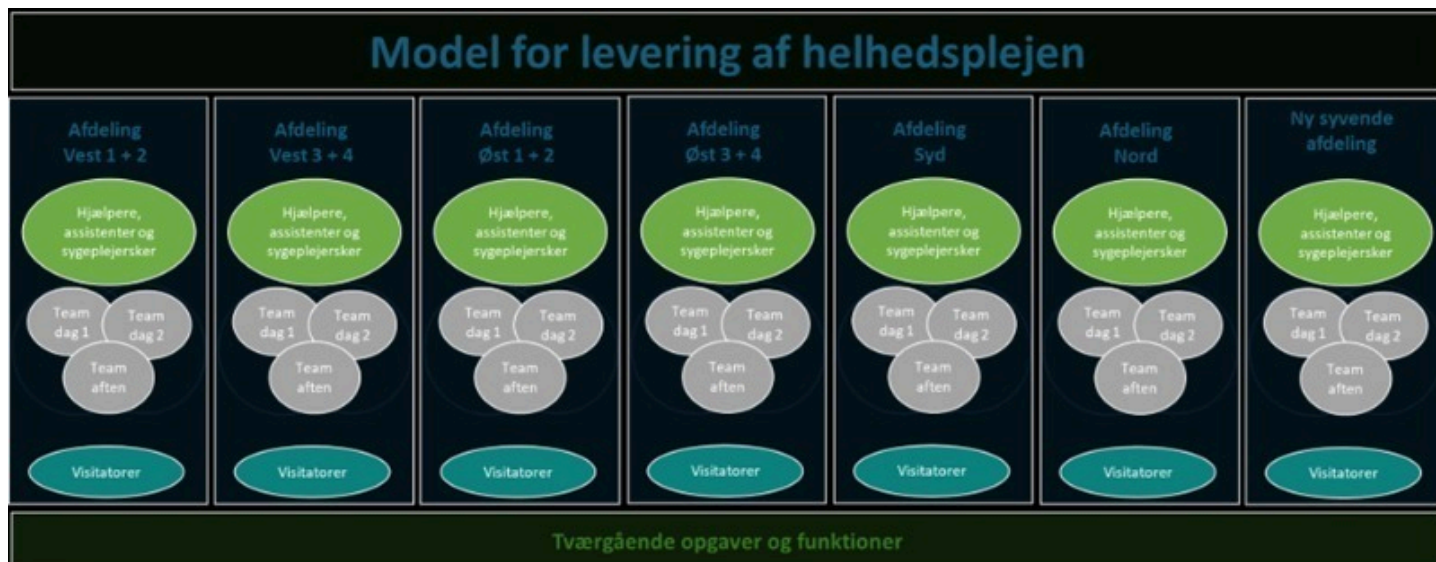 Model for levering af helhedsplejen
Afdeling
Vest 1 + 2
Hjælpere,
assistenter og
sygeplejersker
Team
dag 1
Team
dag 2
Team
aften
Visitatorer
Afdeling
Vest 3 + 4
Hjælpere,
assistenter og
sygeplejersker
Team
dag 1
Team
dag 2
Team
aften
Visitatorer
Afdeling
Øst 1 + 2
Hjælpere,
assistenter og
sygeplejersker
Team
dag 1
Team
dag 2
Team
aften
Visitatorer
Afdeling
Øst 3 + 4
Hjælpere,
assistenter og
sygeplejersker
Team
dag 1
Team
dag 2
Team
aften
Visitatorer
Afdeling
Syd
Hjælpere,
assistenter og
sygeplejersker
Team
dag 1
Team
dag 2
Team
aften
Visitatorer
Afdeling
Nord
Hjælpere,
assistenter og
sygeplejersker
Team
dag 1
Team
dag 2
Team
aften
Visitatorer
Ny syvende
afdeling
Hjælpere,
assistenter og
sygeplejersker
Team
dag 1
Team
dag 2
Team
aften
Visitatorer
Tværgående opgaver og funktioner